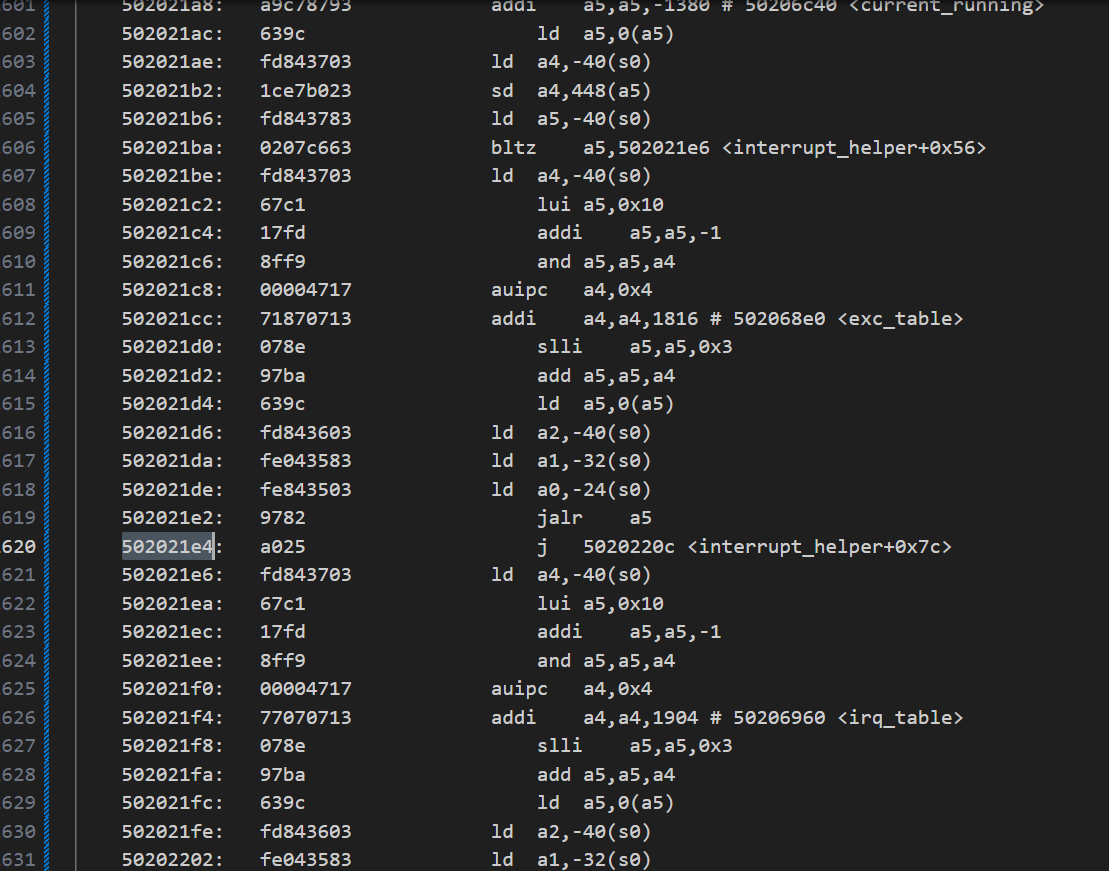 601 502021a8: a9c78793 addi a5,a5,-1380 # 50206c40 <current_running>
602 502021ac: 639c ld a5,0(a5)
603 502021ae: fd843703 ld a4,-40(s0)
604 502021b2: 1ce7b023 sd a4,448(a5)
605 502021b6: fd843783 ld a5,-40(s0)
606 502021ba: 0207c663 bltz a5,502021e6 <interrupt_helper+0x56>
607 502021be: fd843703 ld a4,-40(s0)
608 502021c2: 67c1 lui a5,0x10
609 502021c4: 17fd addi a5,a5,-1
610 502021c6: 8ff9 and a5,a5,a4
611 502021c8: 00004717 auipc a4,0x4
612 502021cc: 71870713 addi a4,a4,1816 # 502068e0 <exc_table>
613 502021d0: 078e slli a5,a5,0x3
614 502021d2: 97ba add a5,a5,a4
615 502021d4: 639c ld a5,0(a5)
616 502021d6: fd843603 ld a2,-40(s0)
617 502021da: fe043583 ld a1,-32(s0)
618 502021de: fe843503 ld a0,-24(s0)
619 502021e2: 9782 jalr a5
620 502021e4: a025 j 5020220c <interrupt_helper+0x7c>
621 502021e6: fd843703 ld a4,-40(s0)
622 502021ea: 67c1 lui a5,0x10
623 502021ec: 17fd addi a5,a5,-1
624 502021ee: 8ff9 and a5,a5,a4
625 502021f0: 00004717 auipc a4,0x4
626 502021f4: 77070713 addi a4,a4,1904 # 50206960 <irq_table>
627 502021f8: 078e slli a5,a5,0x3
628 502021fa: 97ba add a5,a5,a4
629 502021fc: 639c ld a5,0(a5)
630 502021fe: fd843603 ld a2,-40(s0)
631 50202202: fe043583 ld a1,-32(s0)